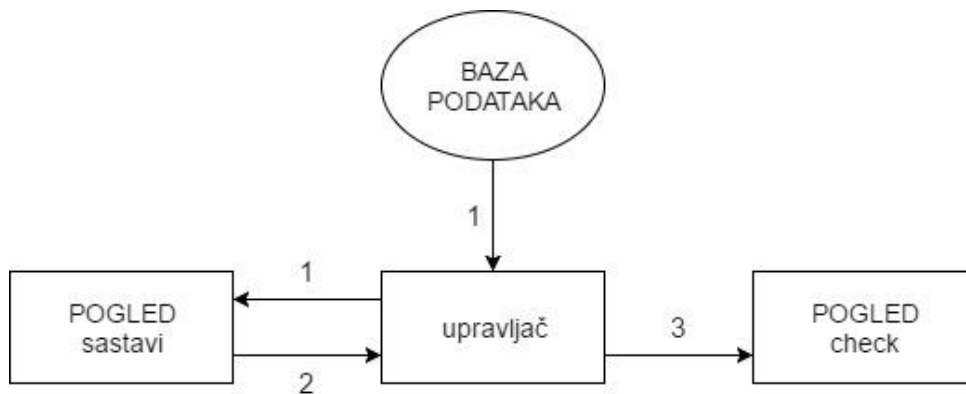 BAZA
PODATAKA
1
1
POGLED
sastavi
upravljač
3
POGLED
check
2